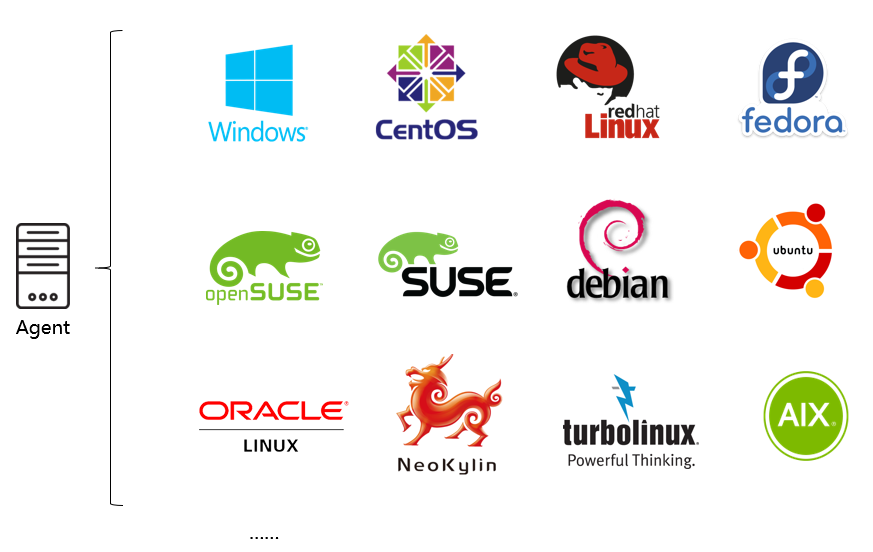 Windows
CentOS
redhat
Linux
fedora
openSUSE
SUSE
debian
ubuntu
Agent
ORACLE
LINUX
NeoKylin
turbolinux.
Powerful Thinking.
AIX
......